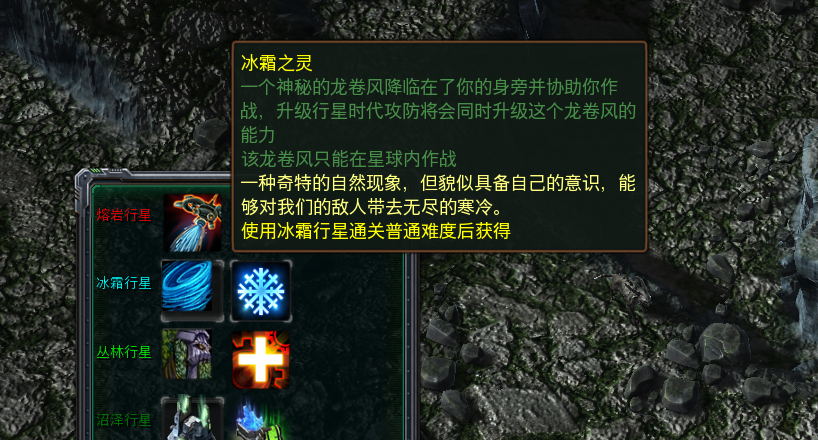 冰霜之灵
一个神秘的龙卷风降临在了你的身旁并协助你作
战，升级行星时代攻防将会同时升级这个龙卷风的
能力
该龙卷风只能在星球内作战
一种奇特的自然现象，但貌似具备自己的意识，能
够对我们的敌人带去无尽的寒冷。
使用冰霜行星通关普通难度后获得
熔岩行星
冰霜行星
丛林行星
沼泽行星